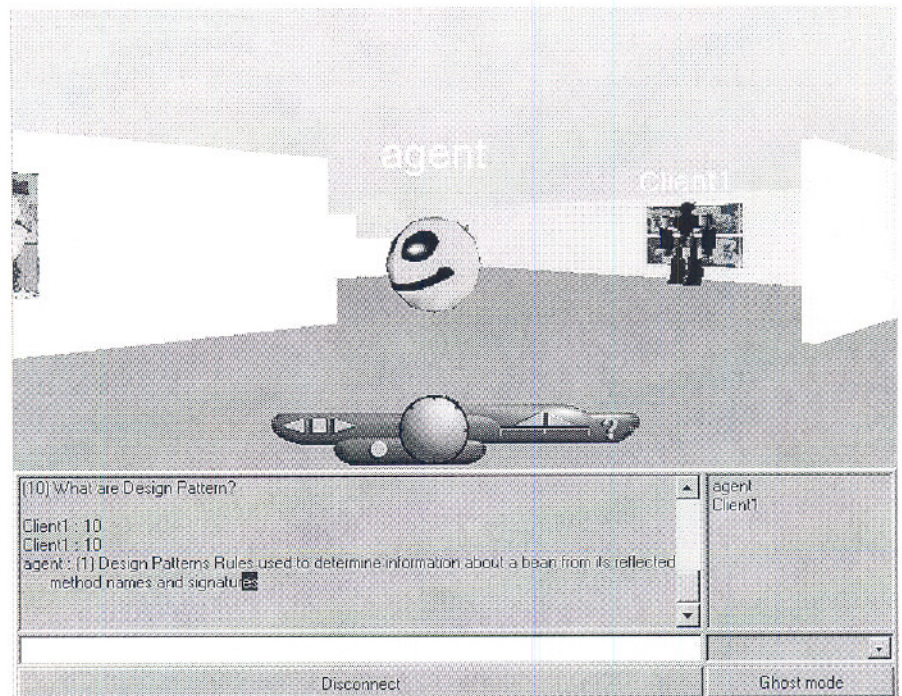 agent
Client1
?
(10) What are Design Pattern?
Client1 : 10
Client1 : 10
agent : (1) Design Patterns Rules used to determine information about a bean from its reflected
method names and signatures
agent
Client1
Disconnect
Ghost mode